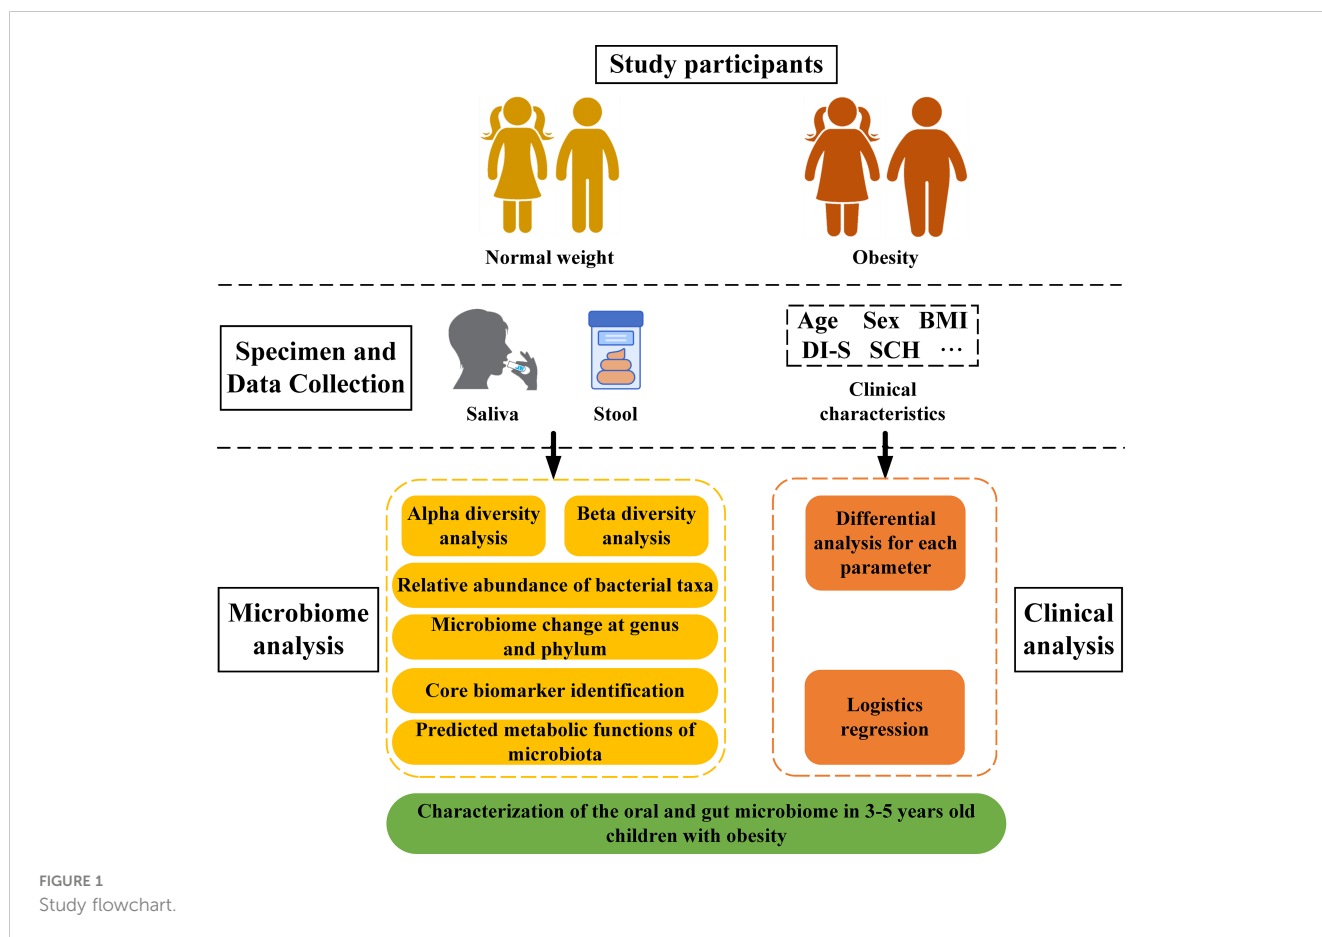 Study participants
Normal weight
Obesity
Specimen and
Data Collection
Saliva
Stool
Age Sex BMI
DI-S SCH ···
Clinical
characteristics
Microbiome
analysis
Alpha diversity
analysis
Beta diversity
analysis
Relative abundance of bacterial taxa
Microbiome change at genus
and phylum
Core biomarker identification
Predicted metabolic functions of
microbiota
Differential
analysis for each
parameter
Logistics
regression
Clinical
analysis
Characterization of the oral and gut microbiome in 3-5 years old
children with obesity
FIGURE 1
Study flowchart.